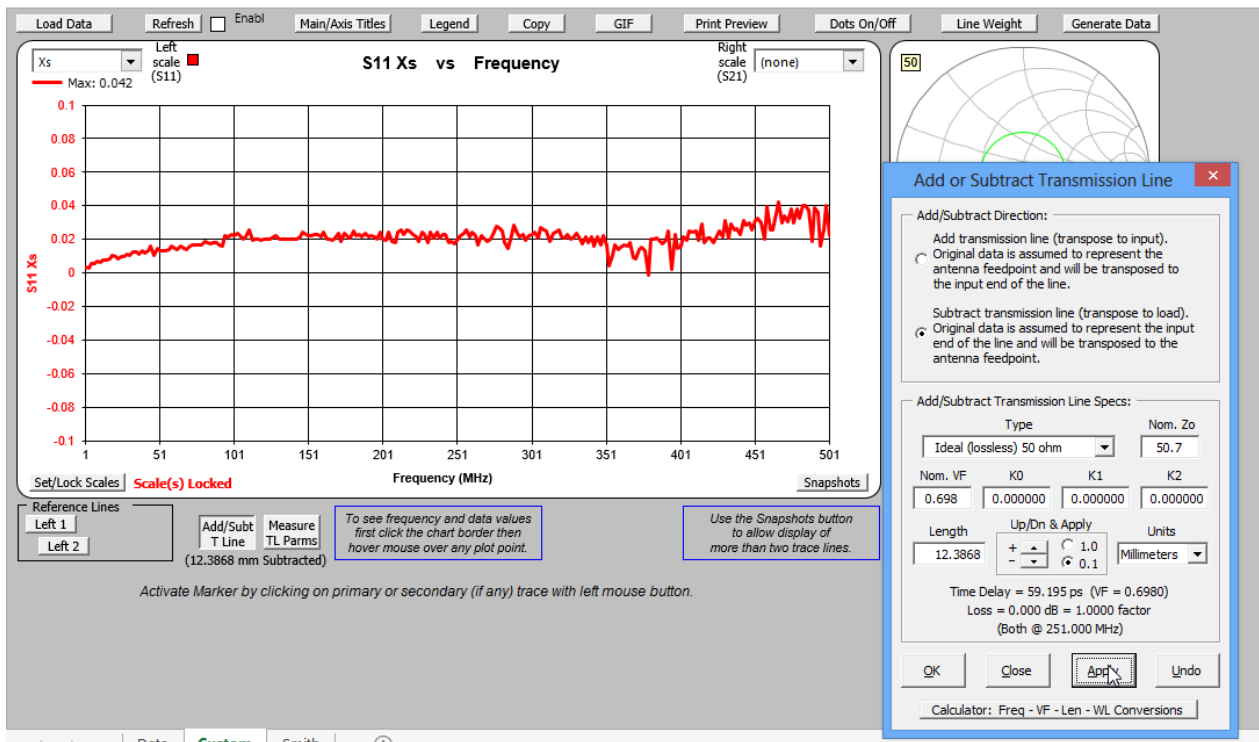 Load Data
Refresh
Enabl
Main/Axis Titles
Legend
Copy
GIF
Print Preview
Dots On/Off
Line Weight
Generate Data
Xs
Left
scale
(S11)
Max: 0.042
S11 Xs vs Frequency
Right
scale
(S21)
(none)
50
0.1
0.08
0.06
0.04
0.02
0
-0.02
-0.04
-0.06
-0.08
-0.1
S11 Xs
1 51 101 151 201 251 301 351 401 451 501
Frequency (MHz)
Set/Lock Scales
Scale(s) Locked
Snapshots
Reference Lines
Left 1
Left 2
Add/Subt
T Line
Measure
TL Parms
(12.3868 mm Subtracted)
To see frequency and data values
first click the chart border then
hover mouse over any plot point.
Use the Snapshots button
to allow display of
more than two trace lines.
Activate Marker by clicking on primary or secondary (if any) trace with left mouse button.
Add or Subtract Transmission Line
Add/Subtract Direction:
Add transmission line (transpose to input).
Original data is assumed to represent the
antenna feedpoint and will be transposed to
the input end of the line.
Subtract transmission line (transpose to load).
Original data is assumed to represent the input
end of the line and will be transposed to the
antenna feedpoint.
Add/Subtract Transmission Line Specs:
Type
Nom. Zo
Ideal (lossless) 50 ohm
50.7
Nom. VF K0 K1 K2
0.698 0.000000 0.000000 0.000000
Length
Up/Dn & Apply
Units
12.3868
+
-
1.0
0.1
Millimeters
Time Delay = 59.195 ps (VF = 0.6980)
Loss = 0.000 dB = 1.0000 factor
(Both @ 251.000 MHz)
OK
Close
Apply
Undo
Calculator: Freq - VF - Len - WL Conversions
Data
Custom
Smith